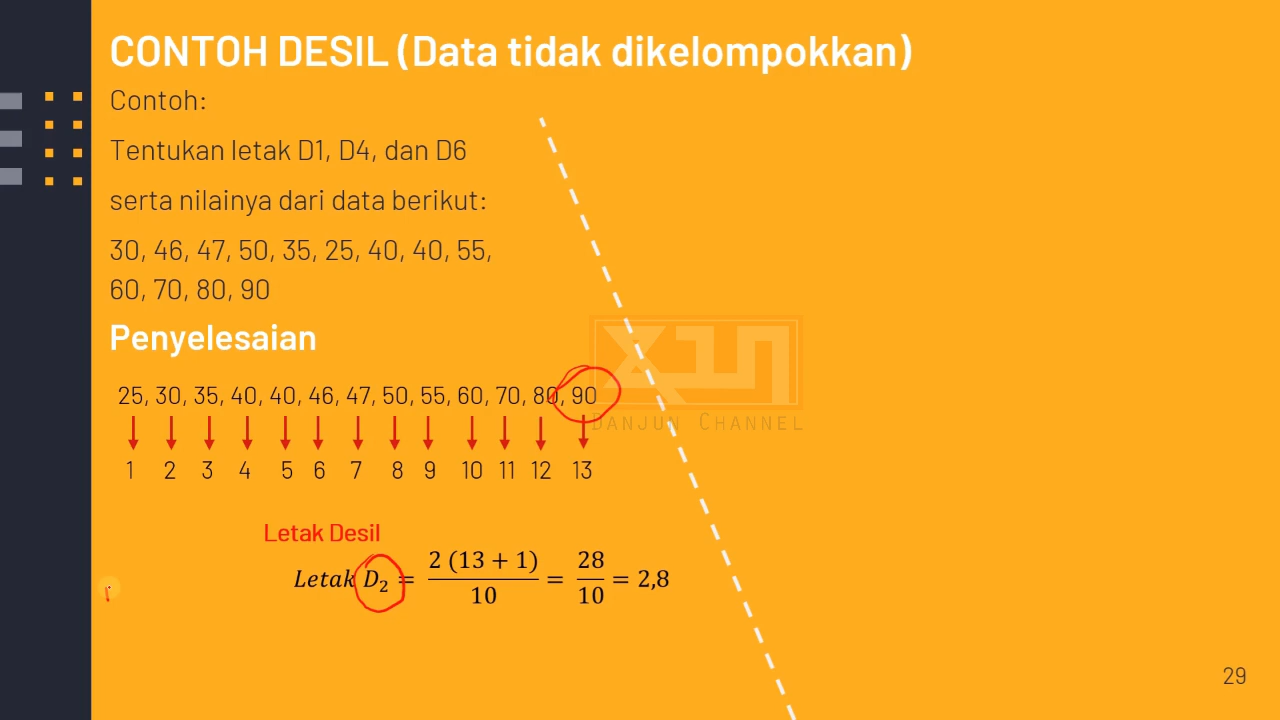 CONTOH DESIL (Data tidak dikelompokkan)
Contoh:
Tentukan letak D1, D4, dan D6
serta nilainya dari data berikut:
30, 46, 47, 50, 35, 25, 40, 40, 55,
60, 70, 80, 90
Penyelesaian
25, 30, 35, 40, 40, 46, 47, 50, 55, 60, 70, 80, 90
DANJUN CHANNEL
1 2 3 4 5 6 7 8 9 10 11 12 13
Letak Desil
Letak D₂ = 2 (13 + 1) / 10 = 28 / 10 = 2,8
29